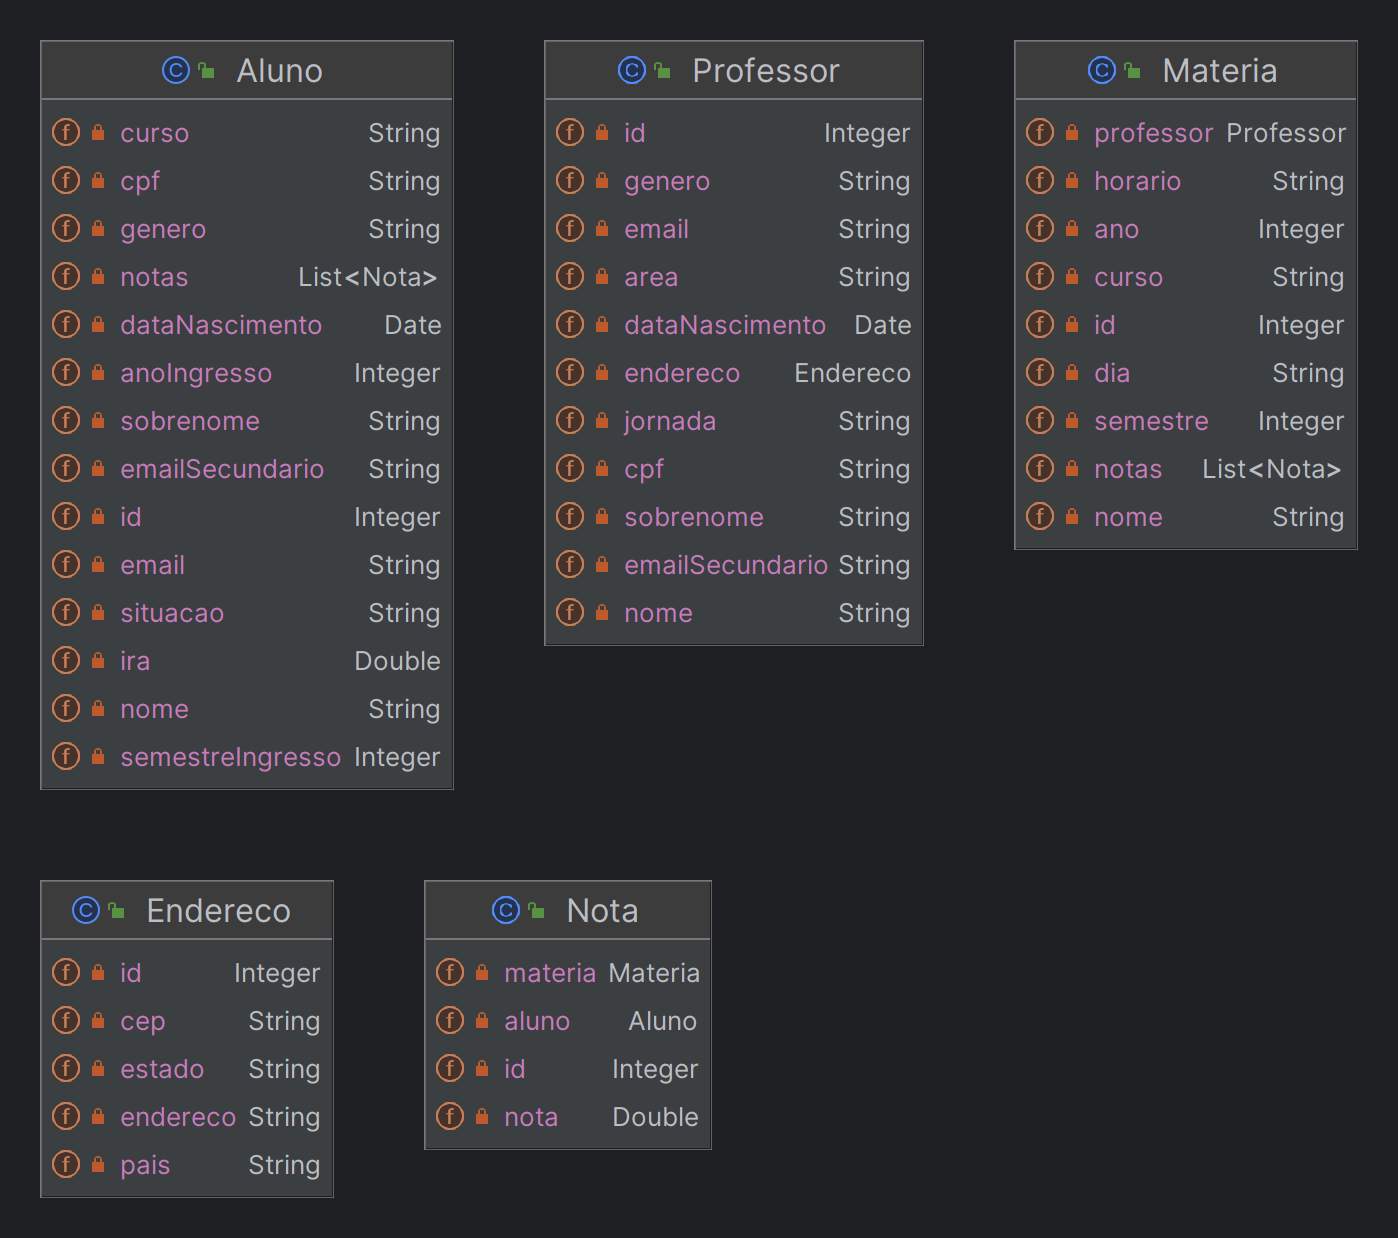 Aluno
curso String
cpf String
genero String
notas List<Nota>
dataNascimento Date
anoIngresso Integer
sobrenome String
emailSecundario String
id Integer
email String
situacao String
ira Double
nome String
semestreIngresso Integer
Professor
id Integer
genero String
email String
area String
dataNascimento Date
endereco Endereco
jornada String
cpf String
sobrenome String
emailSecundario String
nome String
Materia
professor Professor
horario String
ano Integer
curso String
id Integer
dia String
semestre Integer
notas List<Nota>
nome String
Endereco
id Integer
cep String
estado String
endereco String
pais String
Nota
materia Materia
aluno Aluno
id Integer
nota Double